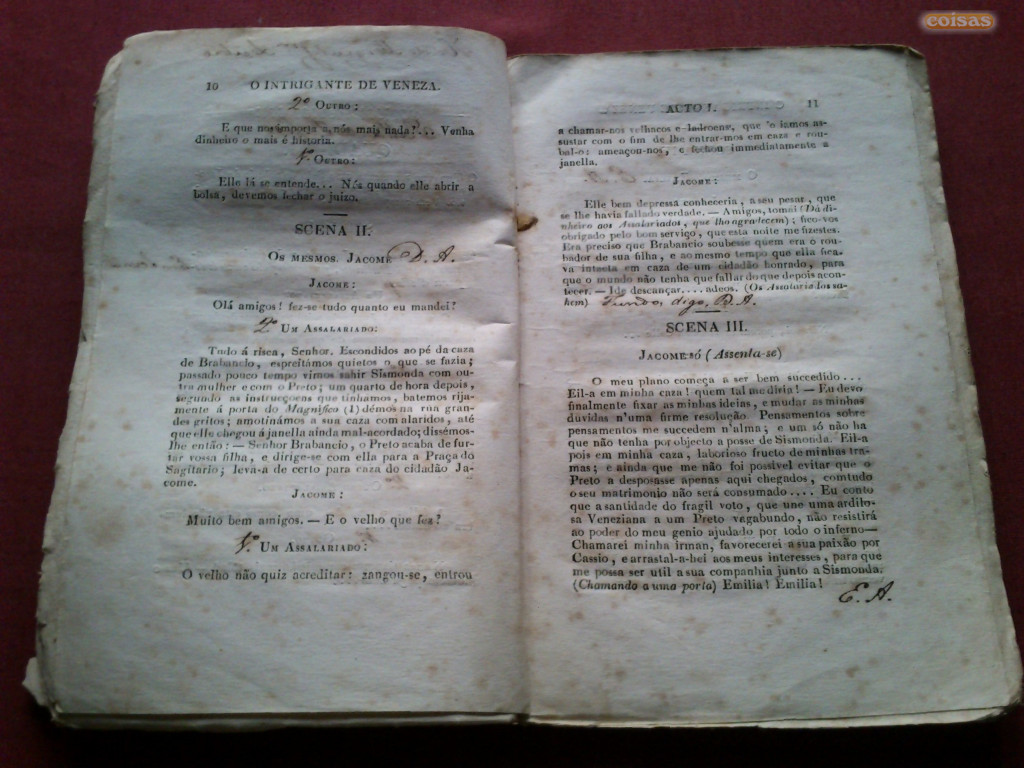 coisas
10 O INTRIGANTE DE VENEZA.
2º OUTRO:
E que nos importa a nós mais nada!... Venha
dinheiro o mais é historia.
1º OUTRO:
Elle lá se entende... Nós quando elle abrir a
bolsa, devemos fechar o juizo.
SCENA II.
OS MESMOS. JACOME D. A.
JACOME:
Olá amigos! fez-se tudo quanto eu mandei?
2º UM ASSALARIADO:
Tudo á risca, Senhor. Escondidos ao pé da caza
de Brabancio, espreitámos quietos o que se fazia;
passado pouco tempo vimos sahir Sismonda com ou-
tra mulher e com o Preto; um quarto de hora depois,
segundo as instrucçoens que tinhamos, batemos rija-
mente á porta do Magnifico (1) démos na rua gran-
des gritos; amotinámos a sua caza com alaridos, até
que elle chegou á janella ainda mal-acordado; dissémos-
lhe então: — Senhor Brabancio, o Preto acaba de fur-
tar vossa filha, e dirige-se com ella para a Praça do
Sagitario; leva-a de certo para caza do cidadão Ja-
come.
JACOME:
Muito bem amigos. — E o velho que fez?
1º UM ASSALARIADO:
O velho não quiz acreditar: zangou-se, entrou
ACTO I. 11
a chamar-nos velhacos e ladroens, que o iamos as-
sustar com o fim de lhe entrar-mos em caza e rou-
bal-o: ameaçou-nos, e fechou immediatamente a
janella.
JACOME:
Elle bem depressa conheceria, a seu pesar, que
se lhe havia fallado verdade. — Amigos, tomai (Dá di-
nheiro aos Assalariados, que lho agradecem); fico-vos
obrigado pelo bom serviço, que esta noite me fizestes.
Era preciso que Brabancio soubesse quem era o rou-
bador de sua filha, e ao mesmo tempo que ella fica-
va intacta em caza de um cidadão honrado, para
que o mundo não tenha que fallar do que depois acon-
tecer. — Ide descançar.... adeos. (Os Assalariados sa-
hem) Fundo, digo, D. A.
SCENA III.
JACOME só (Assenta-se)
O meu plano começa a ser bem succedido...
Eil-a em minha caza! quem tal me diria! — Eu devo
finalmente fixar as minhas ideias, e mudar as minhas
dúvidas n'uma firme resolução. Pensamentos sobre
pensamentos me succedem n'alma; e um só não ha
que não tenha por objecto a posse de Sismonda. Eil-a
pois em minha caza, laborioso fructo de minhas tra-
mas; e ainda que me não foi possivel evitar que o
Preto a desposasse apenas aqui chegados, comtudo
o seu matrimonio não será consumado.... Eu conto
que a santidade do fragil voto, que une uma ardilo-
sa Veneziana a um Preto vagabundo, não resistirá
ao poder do meu genio ajudado por todo o inferno—
Chamarei minha irman, favorecerei a sua paixão por
Cassio, e arrastal-a-hei aos meus interesses, para que
me possa ser util a sua companhia junto a Sismonda.
(Chamando a uma porta) Emilia! Emilia!
E. A.